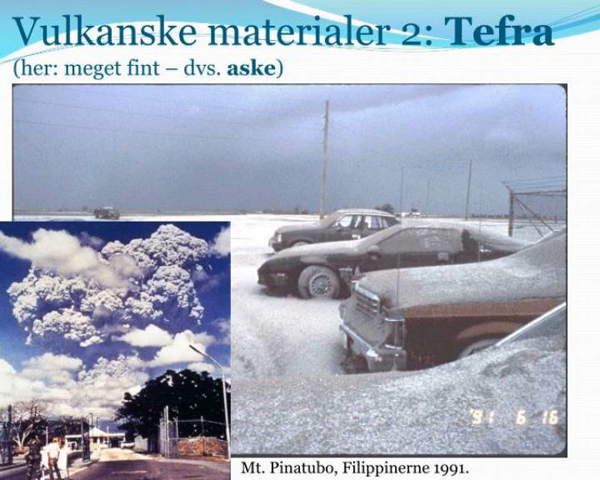 Vulkanske materialer 2: Tefra
(her: meget fint – dvs. aske)
'91 6 16
Mt. Pinatubo, Filippinerne 1991.